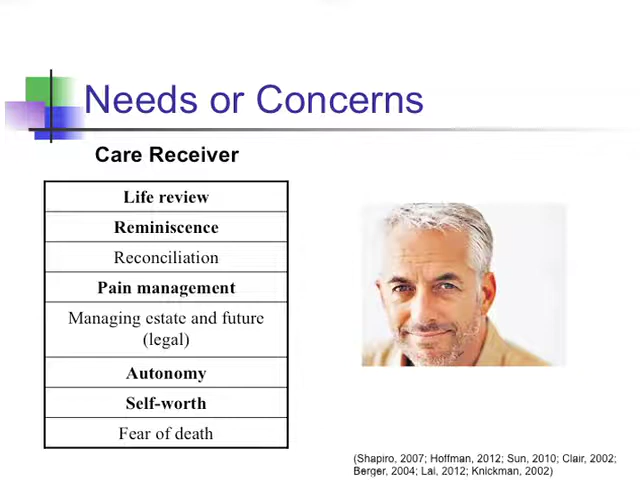 Needs or Concerns
Care Receiver
Life review
Reminiscence
Reconciliation
Pain management
Managing estate and future
(legal)
Autonomy
Self-worth
Fear of death
(Shapiro, 2007; Hoffman, 2012; Sun, 2010; Clair, 2002;
Berger, 2004; Lai, 2012; Knickman, 2002)